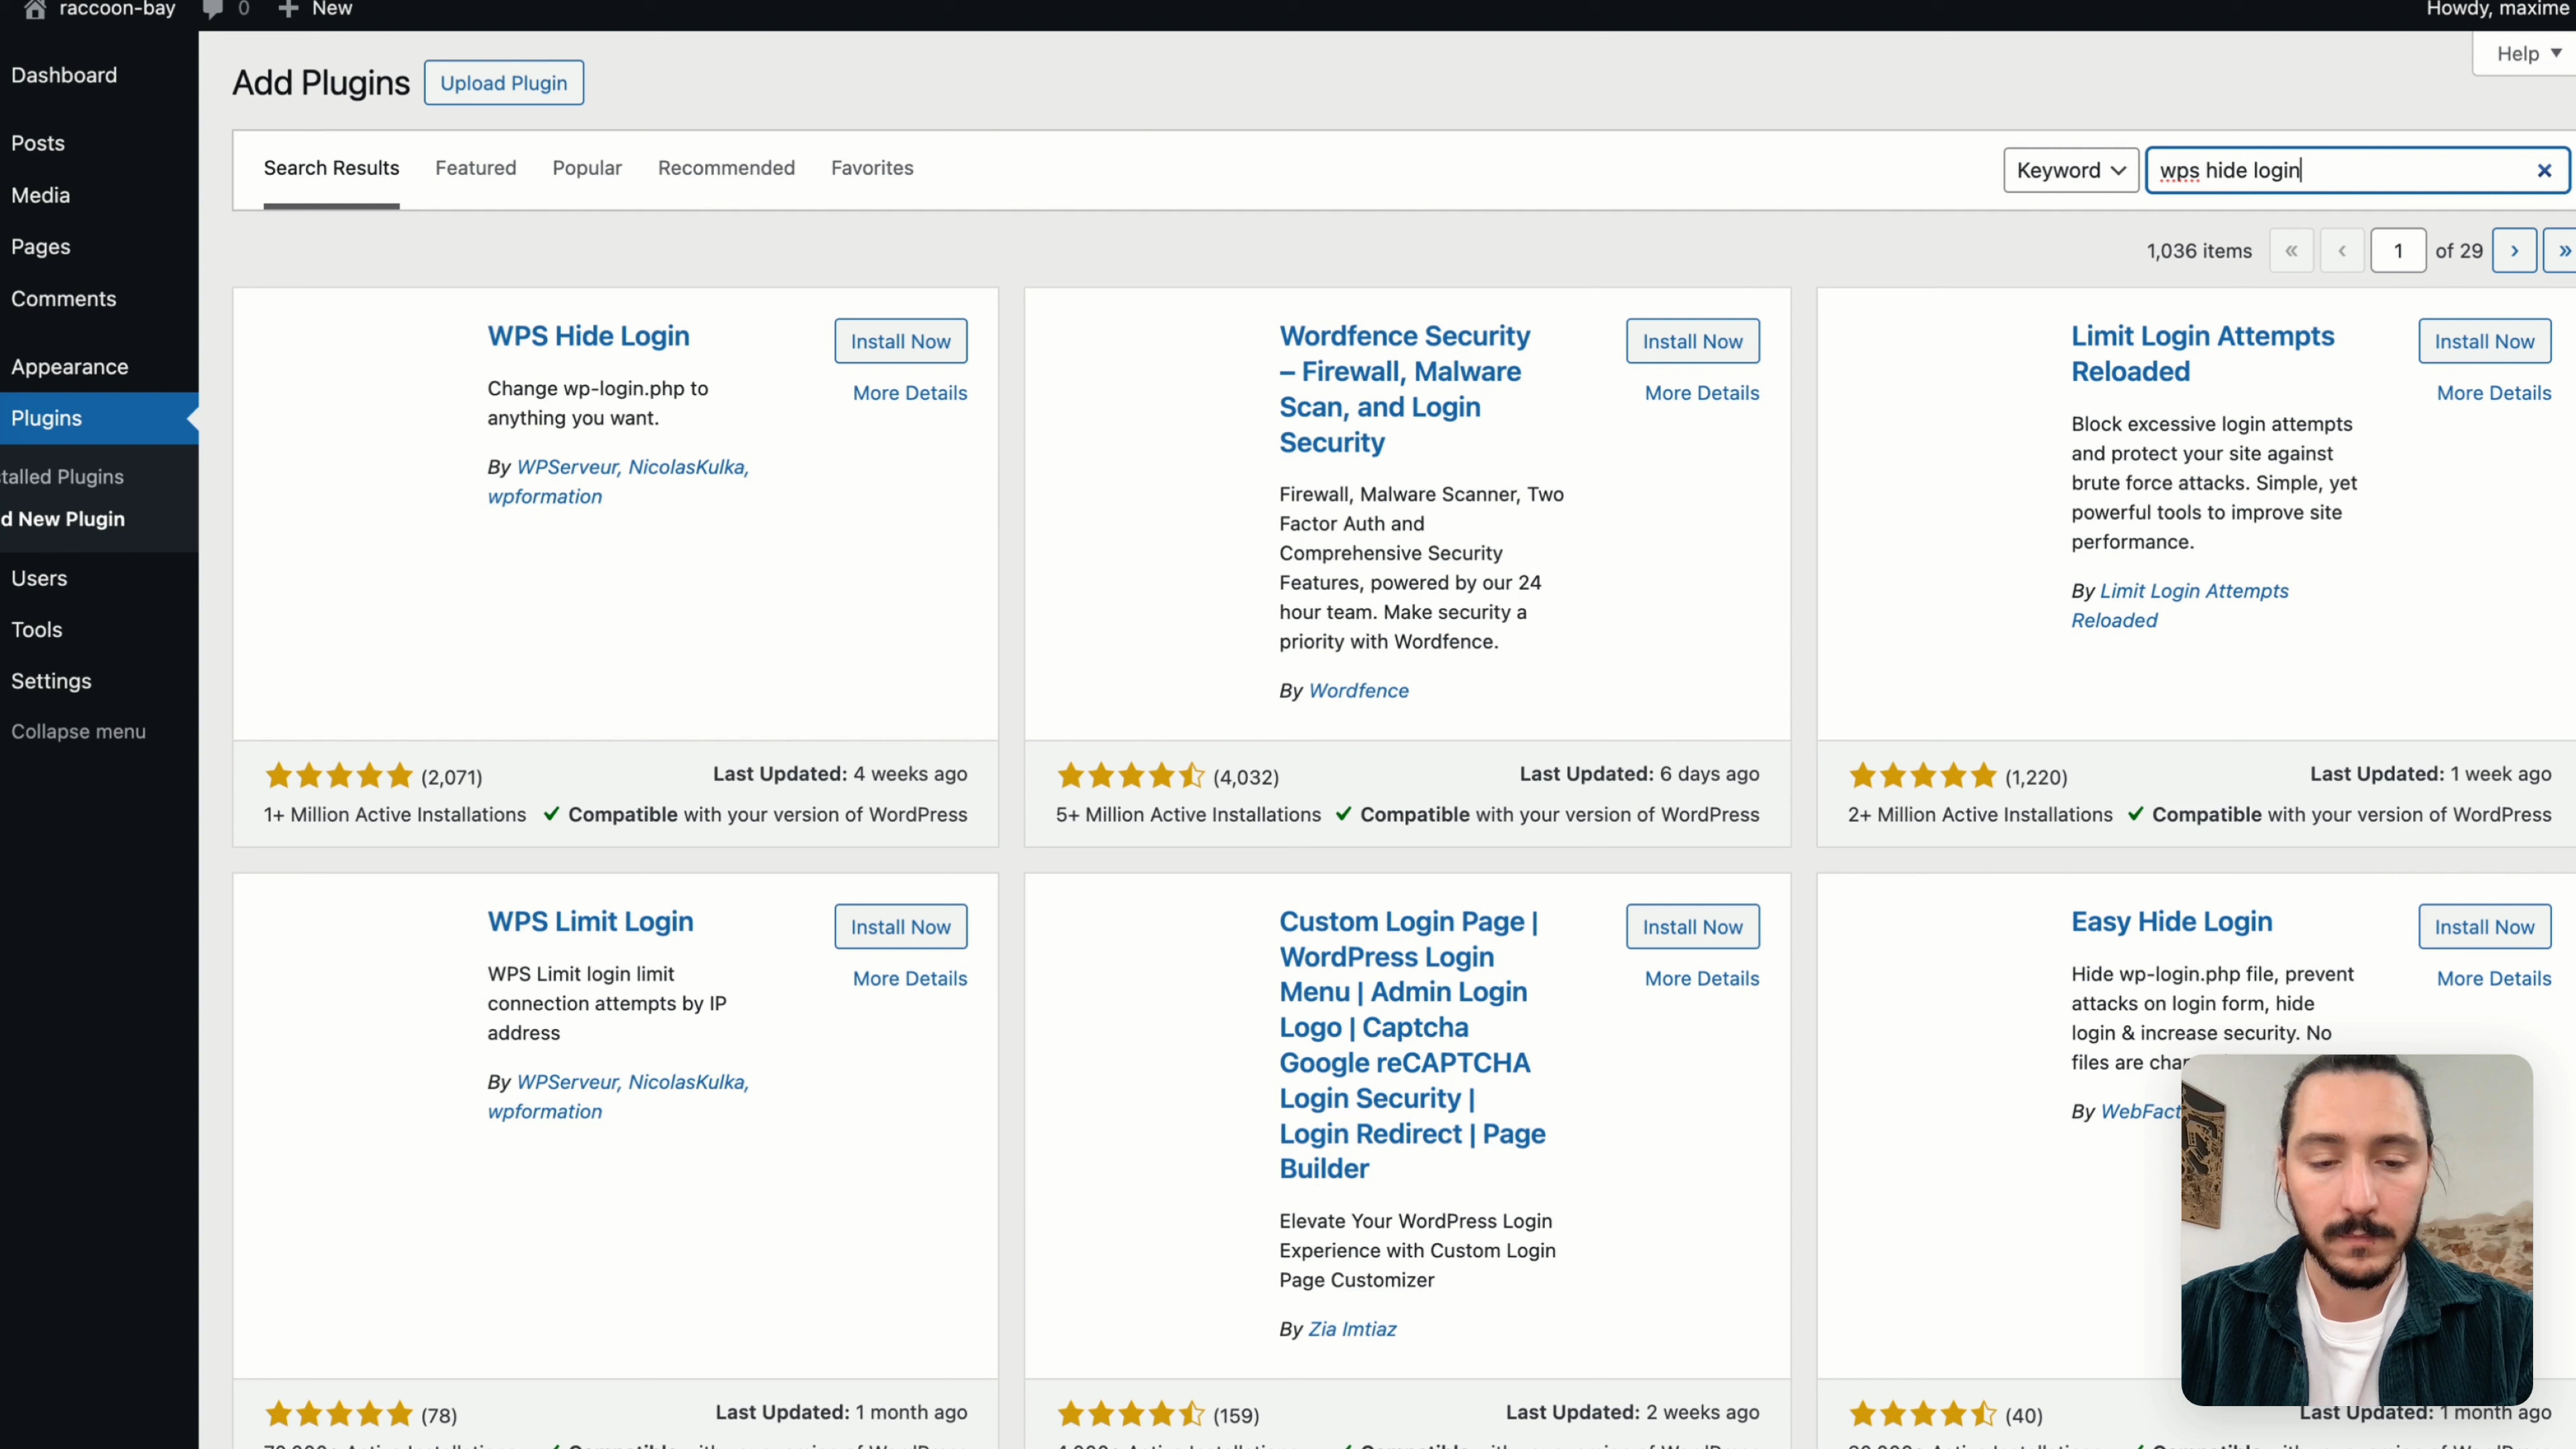 raccoon-bay 0 New Howdy, maxime
Help
Dashboard
Posts
Media
Pages
Comments
Appearance
Plugins
talled Plugins
d New Plugin
Users
Tools
Settings
Collapse menu
Add Plugins Upload Plugin
Search Results Featured Popular Recommended Favorites Keyword wps hide login
1,036 items « ‹ 1 of 29 › »
WPS Hide Login
Install Now
More Details
Change wp-login.php to
anything you want.
By WPServeur, NicolasKulka,
wpformation
(2,071) Last Updated: 4 weeks ago
1+ Million Active Installations Compatible with your version of WordPress
Wordfence Security
– Firewall, Malware
Scan, and Login
Security
Install Now
More Details
Firewall, Malware Scanner, Two
Factor Auth and
Comprehensive Security
Features, powered by our 24
hour team. Make security a
priority with Wordfence.
By Wordfence
(4,032) Last Updated: 6 days ago
5+ Million Active Installations Compatible with your version of WordPress
Limit Login Attempts
Reloaded
Install Now
More Details
Block excessive login attempts
and protect your site against
brute force attacks. Simple, yet
powerful tools to improve site
performance.
By Limit Login Attempts
Reloaded
(1,220) Last Updated: 1 week ago
2+ Million Active Installations Compatible with your version of WordPress
WPS Limit Login
Install Now
More Details
WPS Limit login limit
connection attempts by IP
address
By WPServeur, NicolasKulka,
wpformation
(78) Last Updated: 1 month ago
Custom Login Page |
WordPress Login
Menu | Admin Login
Logo | Captcha
Google reCAPTCHA
Login Security |
Login Redirect | Page
Builder
Install Now
More Details
Elevate Your WordPress Login
Experience with Custom Login
Page Customizer
By Zia Imtiaz
(159) Last Updated: 2 weeks ago
Easy Hide Login
Install Now
More Details
Hide wp-login.php file, prevent
attacks on login form, hide
login & increase security. No
files are
By WebFact
(40) Last Updated: 1 month ago